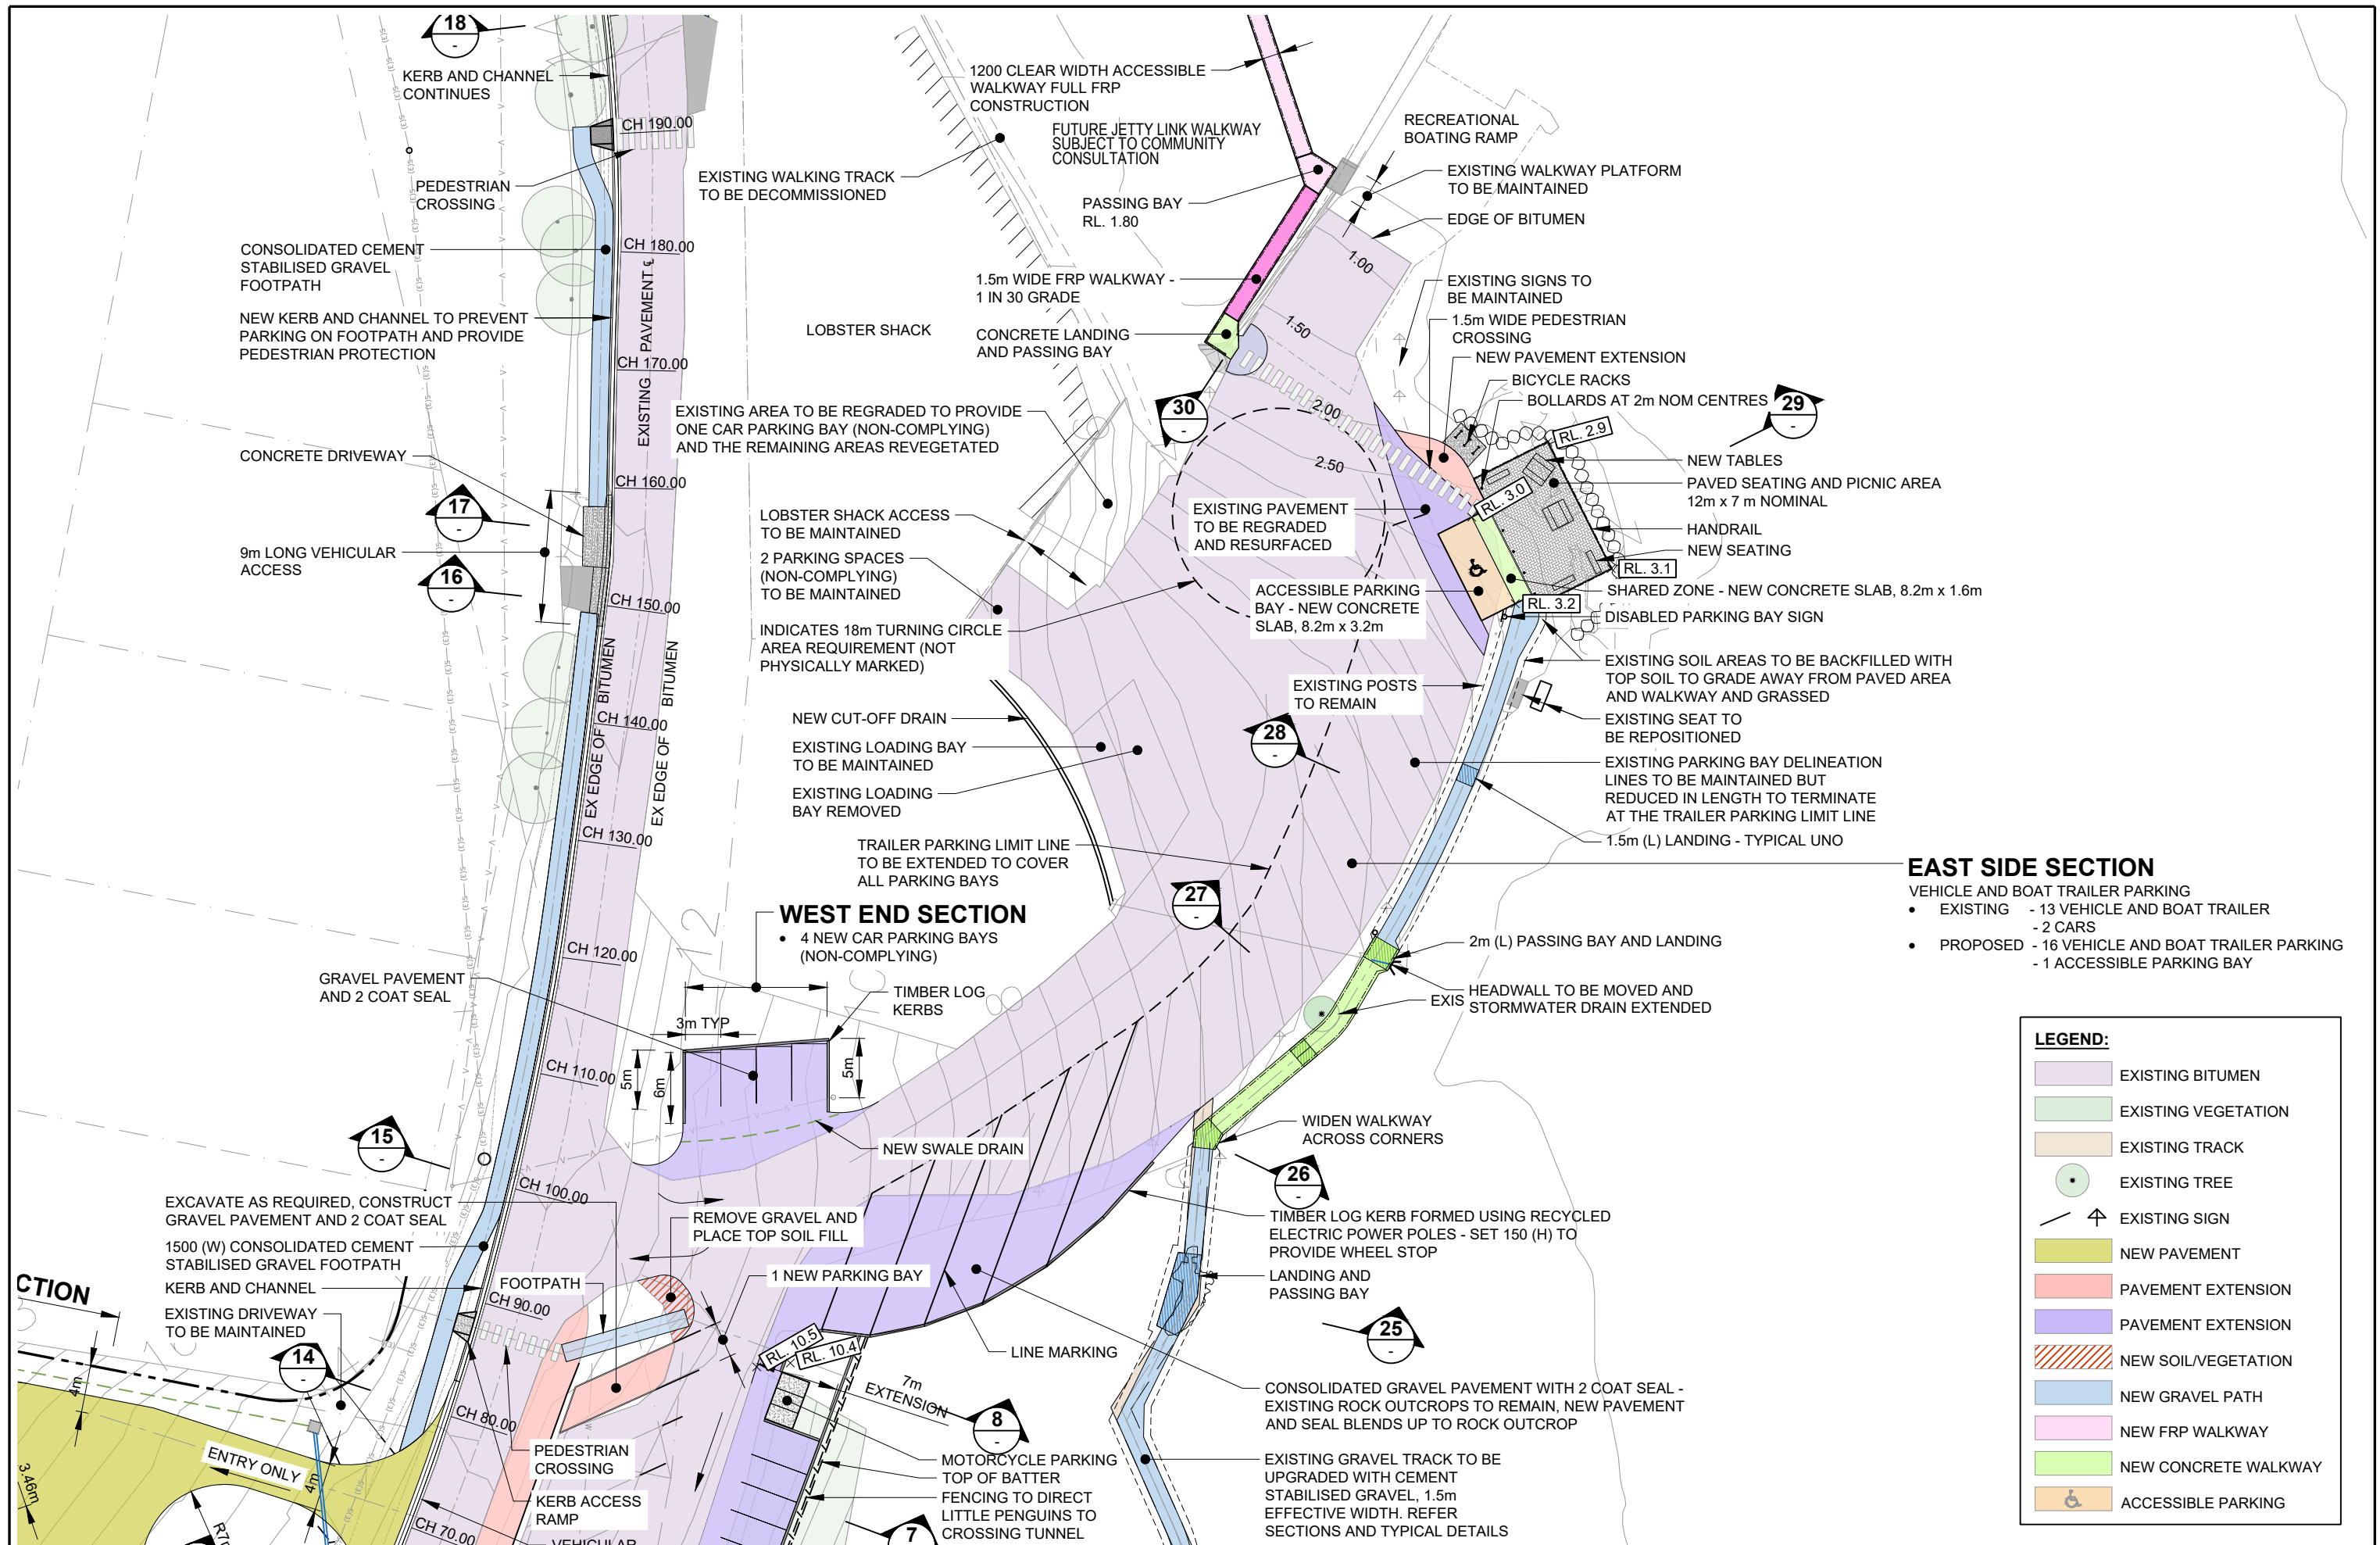 18
-
KERB AND CHANNEL
CONTINUES
CH 190.00
PEDESTRIAN
CROSSING
CONSOLIDATED CEMENT
STABILISED GRAVEL
FOOTPATH
CH 180.00
EXISTING PAVEMENT ℄
NEW KERB AND CHANNEL TO PREVENT
PARKING ON FOOTPATH AND PROVIDE
PEDESTRIAN PROTECTION
CH 170.00
CONCRETE DRIVEWAY
CH 160.00
17
-
9m LONG VEHICULAR
ACCESS
16
-
CH 150.00
EX EDGE OF BITUMEN
EX EDGE OF BITUMEN
CH 140.00
CH 130.00
CH 120.00
GRAVEL PAVEMENT
AND 2 COAT SEAL
CH 110.00
15
-
CH 100.00
EXCAVATE AS REQUIRED, CONSTRUCT
GRAVEL PAVEMENT AND 2 COAT SEAL
1500 (W) CONSOLIDATED CEMENT
STABILISED GRAVEL FOOTPATH
KERB AND CHANNEL
FOOTPATH
CH 90.00
EXISTING DRIVEWAY
TO BE MAINTAINED
CTION
14
-
4m
CH 80.00
ENTRY ONLY
4m
3.46m
R7
CH 70.00
PEDESTRIAN
CROSSING
KERB ACCESS
RAMP
VEHICULAR
1200 CLEAR WIDTH ACCESSIBLE
WALKWAY FULL FRP
CONSTRUCTION
FUTURE JETTY LINK WALKWAY
SUBJECT TO COMMUNITY
CONSULTATION
EXISTING WALKING TRACK
TO BE DECOMMISSIONED
PASSING BAY
RL. 1.80
1.5m WIDE FRP WALKWAY -
1 IN 30 GRADE
LOBSTER SHACK
CONCRETE LANDING
AND PASSING BAY
30
-
EXISTING AREA TO BE REGRADED TO PROVIDE
ONE CAR PARKING BAY (NON-COMPLYING)
AND THE REMAINING AREAS REVEGETATED
LOBSTER SHACK ACCESS
TO BE MAINTAINED
2 PARKING SPACES
(NON-COMPLYING)
TO BE MAINTAINED
INDICATES 18m TURNING CIRCLE
AREA REQUIREMENT (NOT
PHYSICALLY MARKED)
NEW CUT-OFF DRAIN
EXISTING LOADING BAY
TO BE MAINTAINED
EXISTING LOADING
BAY REMOVED
TRAILER PARKING LIMIT LINE
TO BE EXTENDED TO COVER
ALL PARKING BAYS
12
WEST END SECTION
• 4 NEW CAR PARKING BAYS
(NON-COMPLYING)
TIMBER LOG
KERBS
3m TYP
5m
6m
5m
NEW SWALE DRAIN
REMOVE GRAVEL AND
PLACE TOP SOIL FILL
1 NEW PARKING BAY
RL. 10.5
RL. 10.4
7m
EXTENSION
LINE MARKING
8
-
MOTORCYCLE PARKING
TOP OF BATTER
FENCING TO DIRECT
LITTLE PENGUINS TO
CROSSING TUNNEL
7
RECREATIONAL
BOATING RAMP
EXISTING WALKWAY PLATFORM
TO BE MAINTAINED
EDGE OF BITUMEN
1.00
1.50
2.00
2.50
EXISTING SIGNS TO
BE MAINTAINED
1.5m WIDE PEDESTRIAN
CROSSING
NEW PAVEMENT EXTENSION
BICYCLE RACKS
BOLLARDS AT 2m NOM CENTRES
29
-
RL. 2.9
NEW TABLES
PAVED SEATING AND PICNIC AREA
12m x 7 m NOMINAL
RL. 3.0
HANDRAIL
NEW SEATING
RL. 3.1
EXISTING PAVEMENT
TO BE REGRADED
AND RESURFACED
ACCESSIBLE PARKING
BAY - NEW CONCRETE
SLAB, 8.2m x 3.2m
SHARED ZONE - NEW CONCRETE SLAB, 8.2m x 1.6m
RL. 3.2
DISABLED PARKING BAY SIGN
EXISTING SOIL AREAS TO BE BACKFILLED WITH
TOP SOIL TO GRADE AWAY FROM PAVED AREA
AND WALKWAY AND GRASSED
EXISTING POSTS
TO REMAIN
EXISTING SEAT TO
BE REPOSITIONED
28
-
EXISTING PARKING BAY DELINEATION
LINES TO BE MAINTAINED BUT
REDUCED IN LENGTH TO TERMINATE
AT THE TRAILER PARKING LIMIT LINE
1.5m (L) LANDING - TYPICAL UNO
27
-
EAST SIDE SECTION
VEHICLE AND BOAT TRAILER PARKING
• EXISTING - 13 VEHICLE AND BOAT TRAILER
- 2 CARS
• PROPOSED - 16 VEHICLE AND BOAT TRAILER PARKING
- 1 ACCESSIBLE PARKING BAY
2m (L) PASSING BAY AND LANDING
HEADWALL TO BE MOVED AND
STORMWATER DRAIN EXTENDED
EXIS
WIDEN WALKWAY
ACROSS CORNERS
26
-
TIMBER LOG KERB FORMED USING RECYCLED
ELECTRIC POWER POLES - SET 150 (H) TO
PROVIDE WHEEL STOP
LANDING AND
PASSING BAY
25
-
CONSOLIDATED GRAVEL PAVEMENT WITH 2 COAT SEAL -
EXISTING ROCK OUTCROPS TO REMAIN, NEW PAVEMENT
AND SEAL BLENDS UP TO ROCK OUTCROP
EXISTING GRAVEL TRACK TO BE
UPGRADED WITH CEMENT
STABILISED GRAVEL, 1.5m
EFFECTIVE WIDTH. REFER
SECTIONS AND TYPICAL DETAILS
LEGEND:
EXISTING BITUMEN
EXISTING VEGETATION
EXISTING TRACK
EXISTING TREE
EXISTING SIGN
NEW PAVEMENT
PAVEMENT EXTENSION
PAVEMENT EXTENSION
NEW SOIL/VEGETATION
NEW GRAVEL PATH
NEW FRP WALKWAY
NEW CONCRETE WALKWAY
ACCESSIBLE PARKING